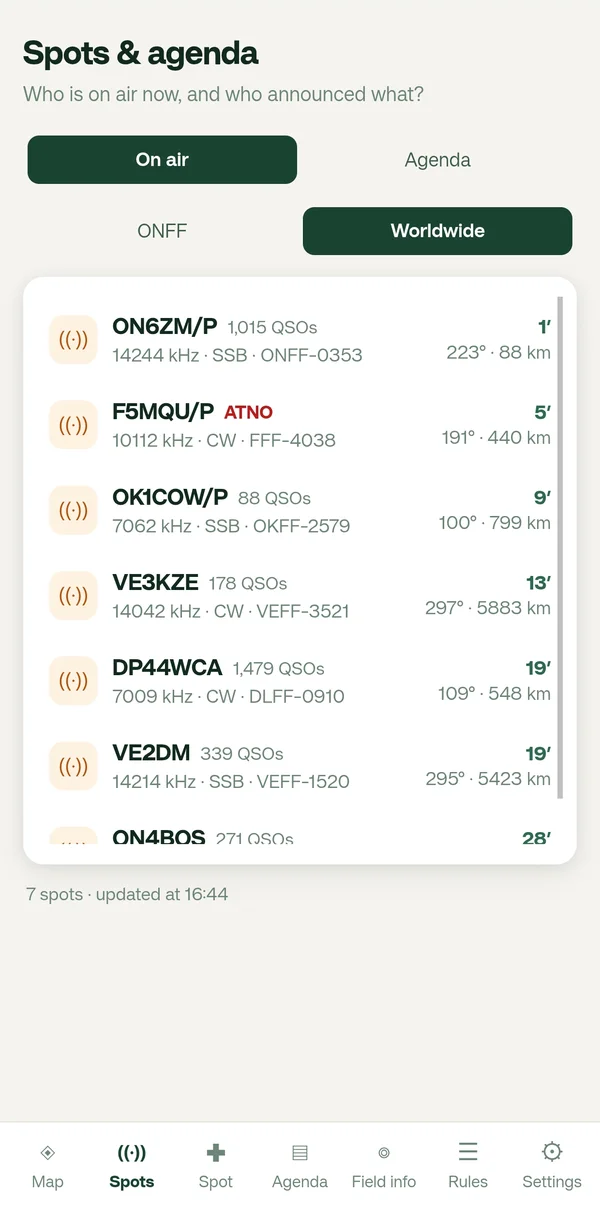 Spots & agenda
Who is on air now, and who announced what?
On air Agenda
ONFF Worldwide
((·)) ON6ZM/P 1,015 QSOs 1′
14244 kHz · SSB · ONFF-0353 223° · 88 km
((·)) F5MQU/P ATNO 5′
10112 kHz · CW · FFF-4038 191° · 440 km
((·)) OK1COW/P 88 QSOs 9′
7062 kHz · SSB · OKFF-2579 100° · 799 km
((·)) VE3KZE 178 QSOs 13′
14042 kHz · CW · VEFF-3521 297° · 5883 km
((·)) DP44WCA 1,479 QSOs 19′
7009 kHz · CW · DLFF-0910 109° · 548 km
((·)) VE2DM 339 QSOs 19′
14214 kHz · SSB · VEFF-1520 295° · 5423 km
ON4BOS 271 QSOs 28′
7 spots · updated at 16:44
Map Spots Spot Agenda Field info Rules Settings